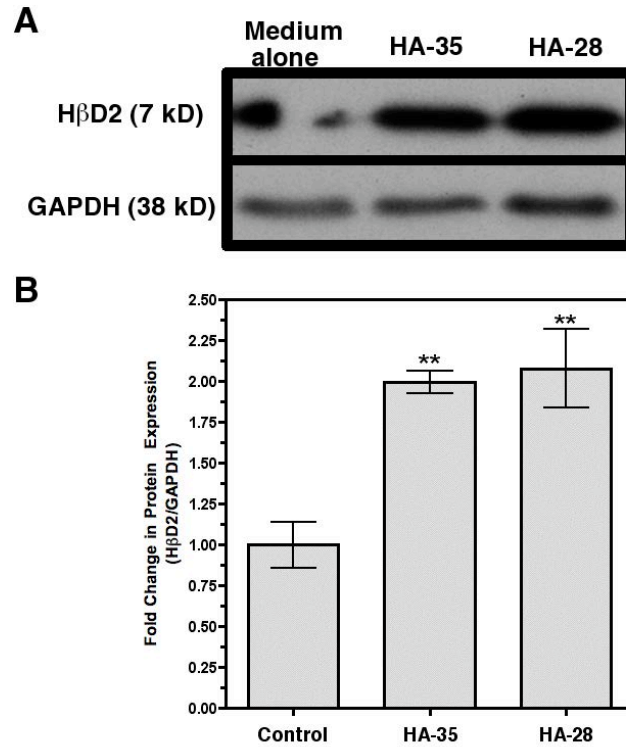 A
Medium
alone
HA-35
HA-28
HβD2 (7 kD)
GAPDH (38 kD)
B
Fold Change in Protein Expression
(HβD2/GAPDH)
2.50
2.25
2.00
1.75
1.50
1.25
1.00
0.75
0.50
0.25
0.00
**
**
Control
HA-35
HA-28